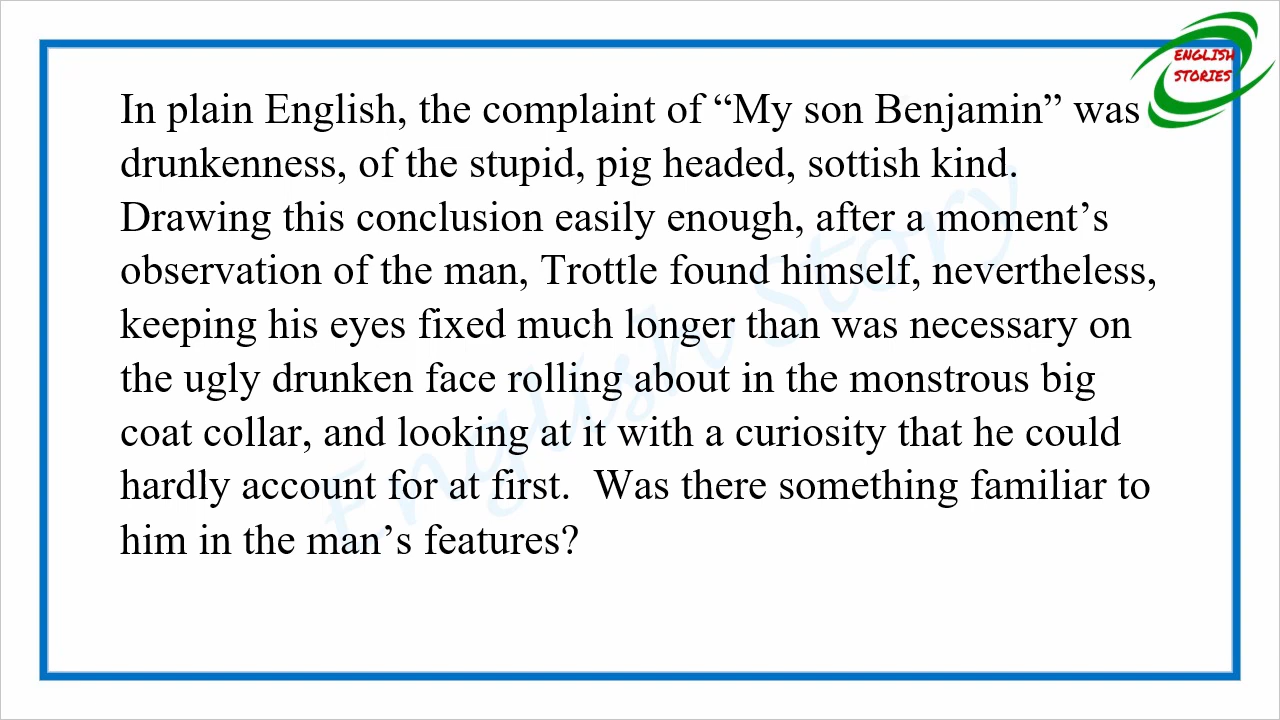 ENGLISH
STORIES
In plain English, the complaint of “My son Benjamin” was
drunkenness, of the stupid, pig headed, sottish kind.
Drawing this conclusion easily enough, after a moment’s
observation of the man, Trottle found himself, nevertheless,
keeping his eyes fixed much longer than was necessary on
the ugly drunken face rolling about in the monstrous big
coat collar, and looking at it with a curiosity that he could
hardly account for at first.  Was there something familiar to
him in the man’s features?
English Story